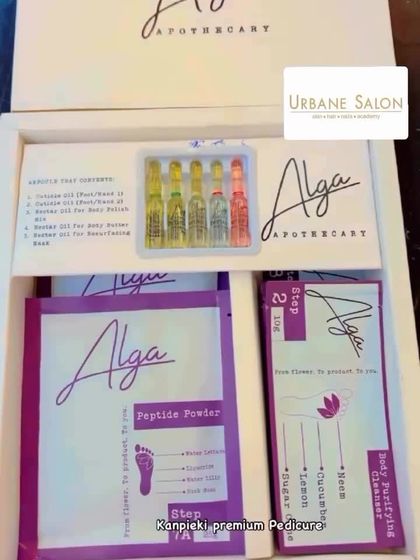 Alga
APOTHECARY
URBANE SALON
skin • hair • nails • academy
AMPOULE TRAY CONTENTS:
1. Cuticle Oil (Foot/Hand 1)
2. Cuticle Oil (Foot/Hand 2)
3. Nectar Oil for Body Polish
Mix
4. Nectar Oil for Body Butter
5. Nectar Oil for Resurfacing
Mask
Alga
APOTHECARY
Alga
Peptide Powder
From flower. To product. To you.
Water Lettuce
Liquorice
Water Lilly
Step
7A
Step
2
10g
Alga
From flower. To product. To you.
Neem
Cucumber
Lemon
Sugar Cane
Body Purifying
Cleanser
Kanpieki premium Pedicure